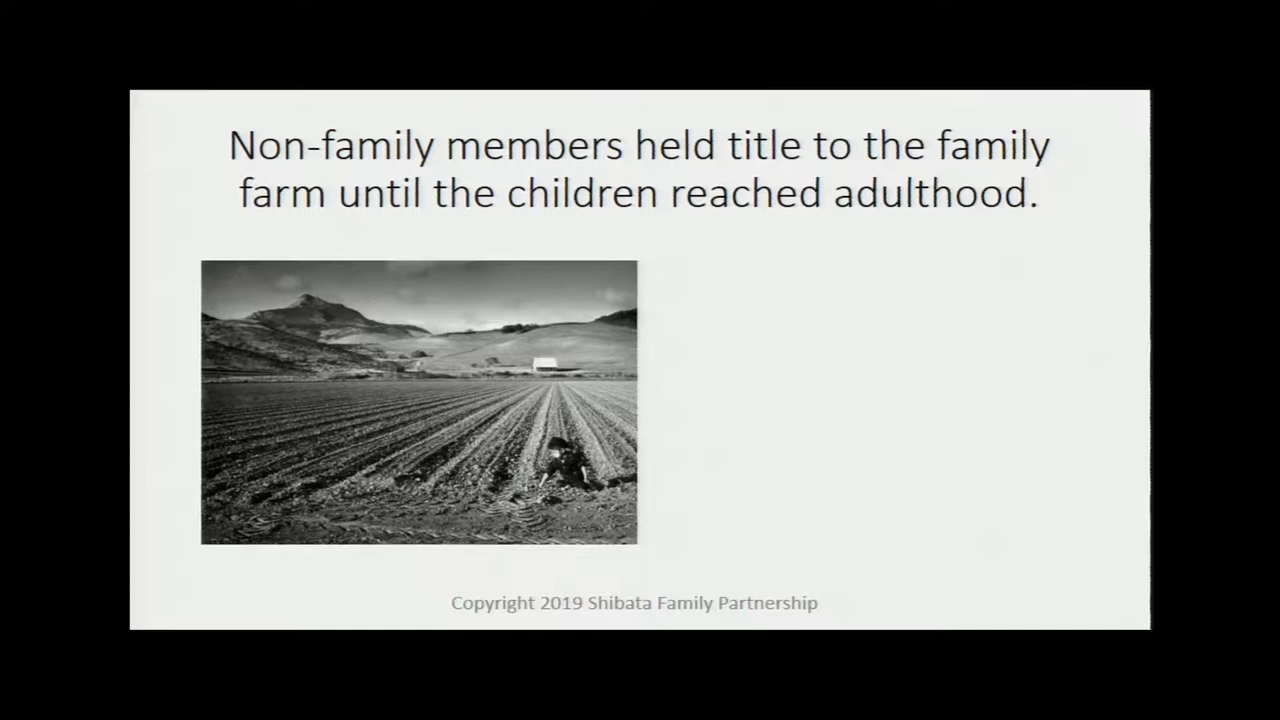 Non-family members held title to the family
farm until the children reached adulthood.
Copyright 2019 Shibata Family Partnership